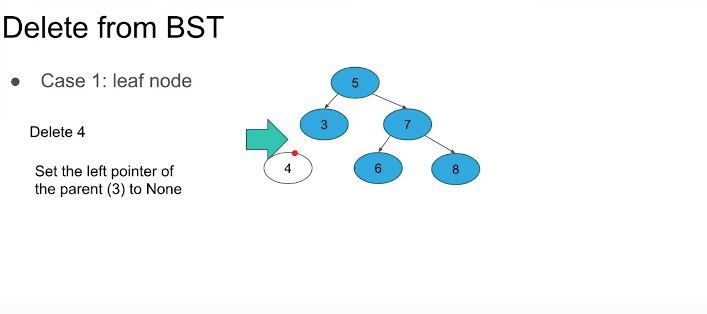 Delete from BST
● Case 1: leaf node
5
3
7
Delete 4
4
6
8
Set the left pointer of
the parent (3) to None